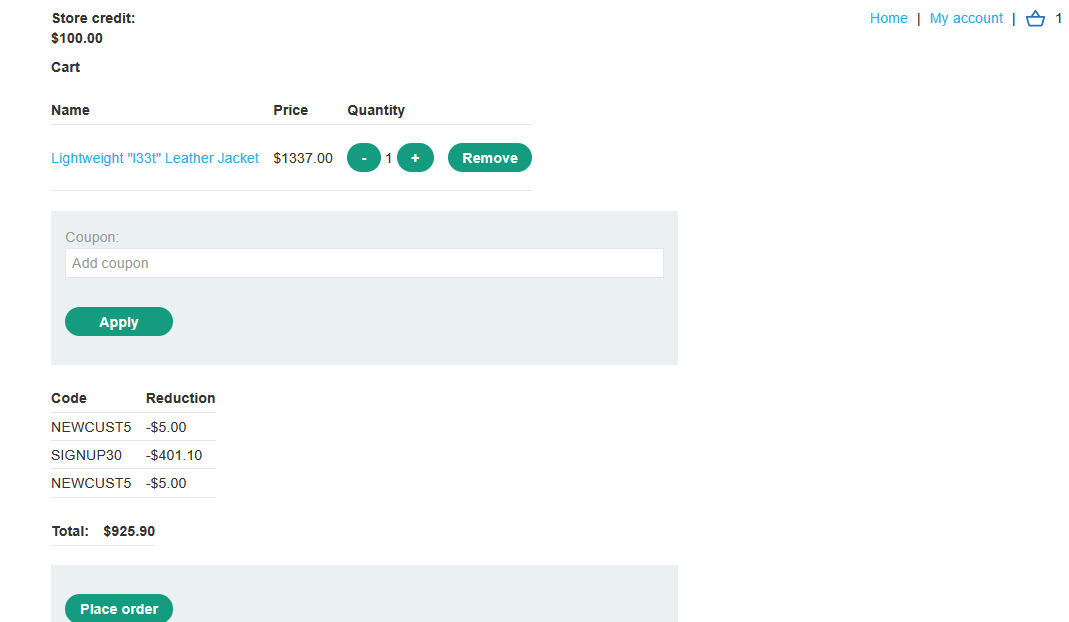 Store credit:
$100.00
Home | My account | 1
Cart
Name Price Quantity
Lightweight "l33t" Leather Jacket $1337.00 - 1 + Remove
Coupon:
Add coupon
Apply
Code Reduction
NEWCUST5 -$5.00
SIGNUP30 -$401.10
NEWCUST5 -$5.00
Total: $925.90
Place order